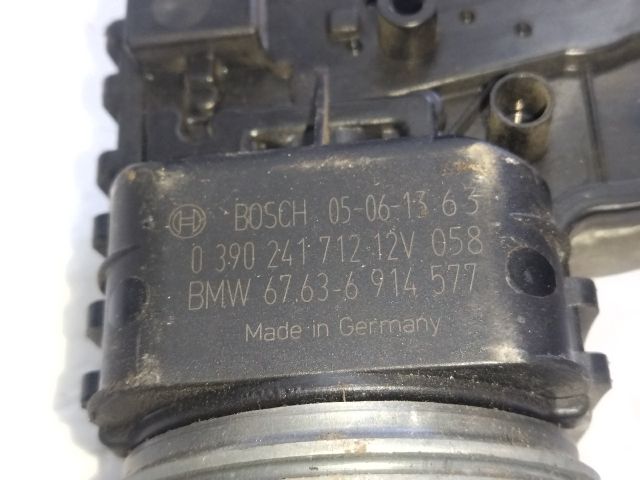 BOSCH 05-06-13 63
0 390 241 712 12V 058
BMW 67.63-6 914 577
Made in Germany